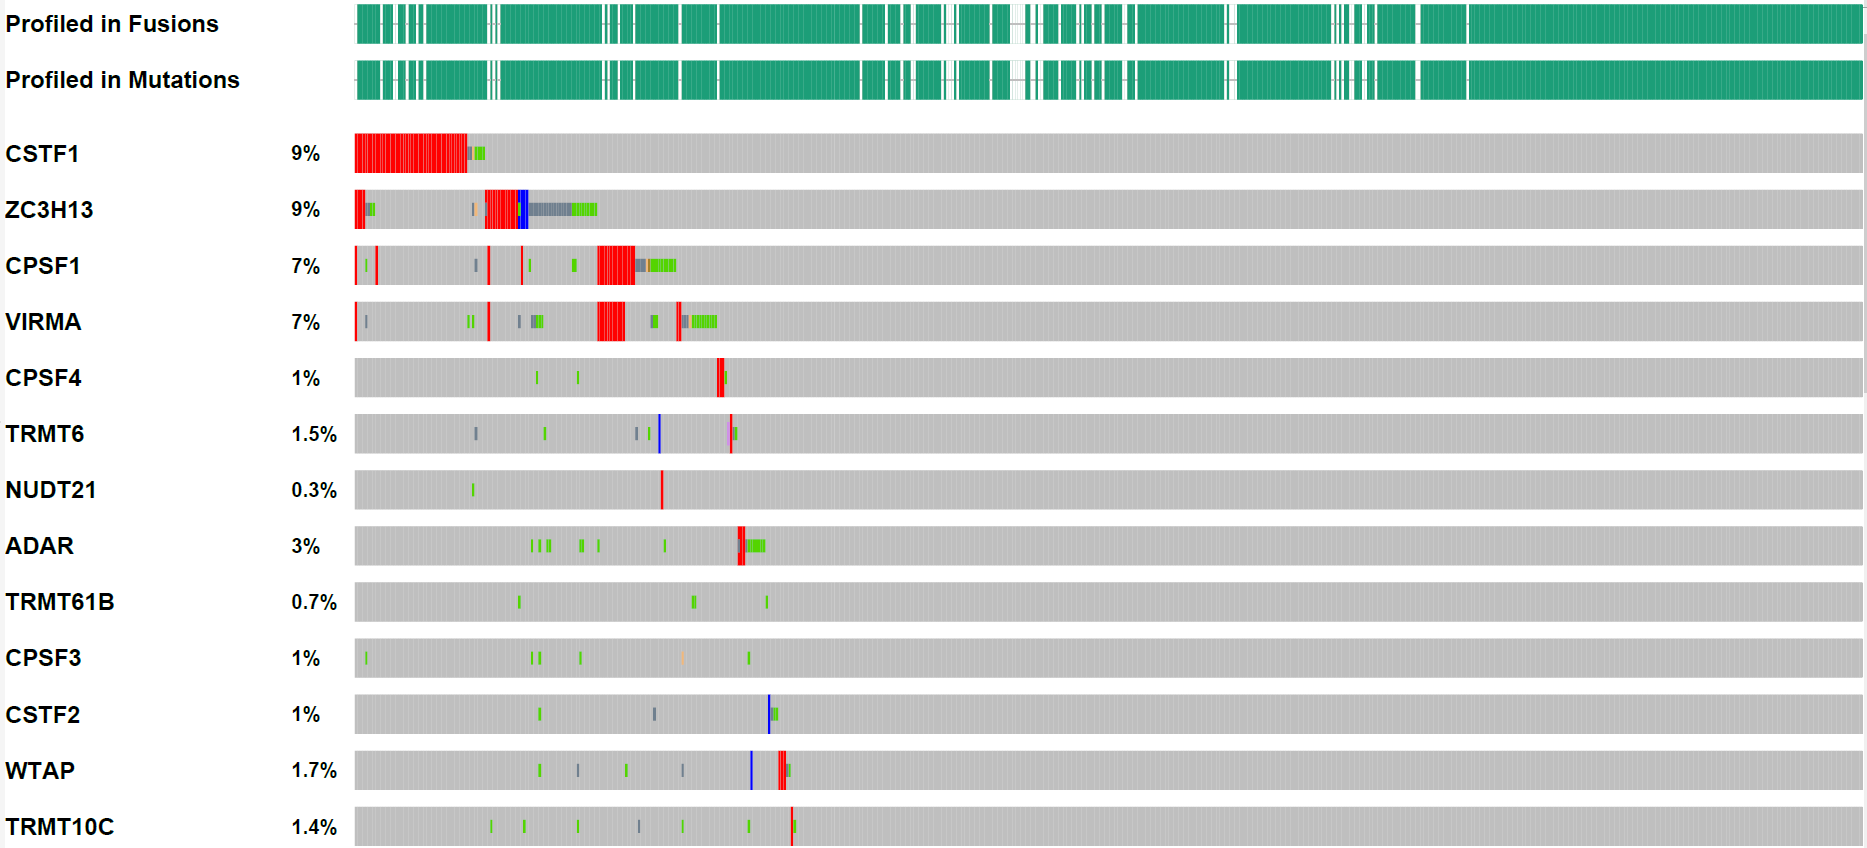 Profiled in Fusions
Profiled in Mutations
CSTF1 9%
ZC3H13 9%
CPSF1 7%
VIRMA 7%
CPSF4 1%
TRMT6 1.5%
NUDT21 0.3%
ADAR 3%
TRMT61B 0.7%
CPSF3 1%
CSTF2 1%
WTAP 1.7%
TRMT10C 1.4%